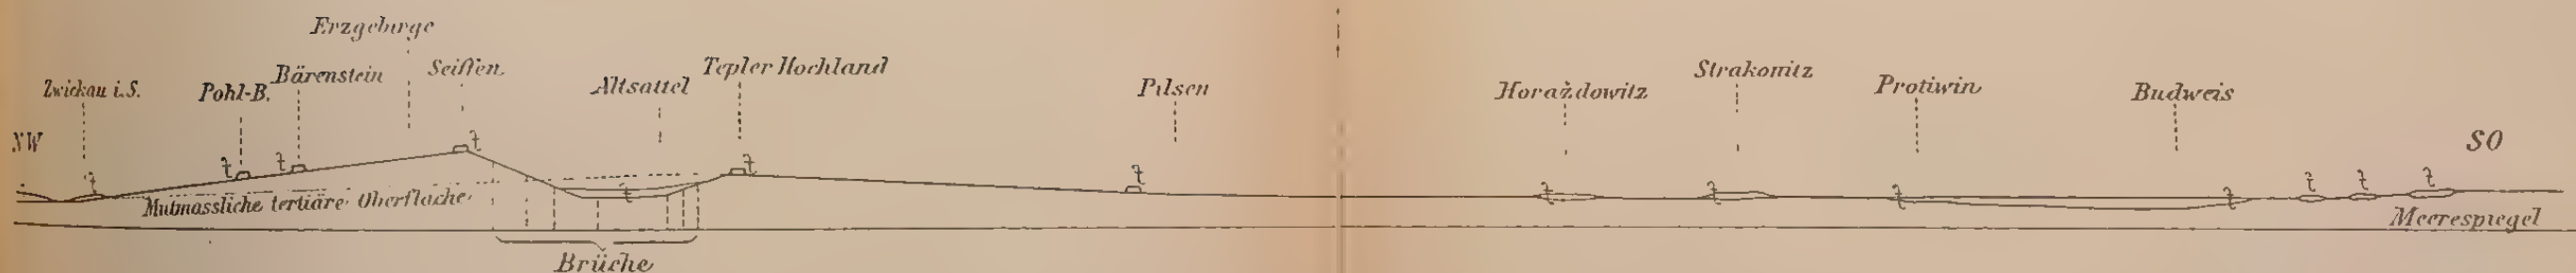 Erzgebirge
Zwickau i.S.
Pohl-B.
Bärenstein
Seiffen
Altsattel
Tepler Hochland
Pilsen
Horaždowitz
Strakonitz
Protiwin
Budweis
NW
SO
t
t
t
t
t
t
t
t
t
t
t
t
t
t
Mutmassliche tertiäre Oberfläche
Meerespiegel
Brüche